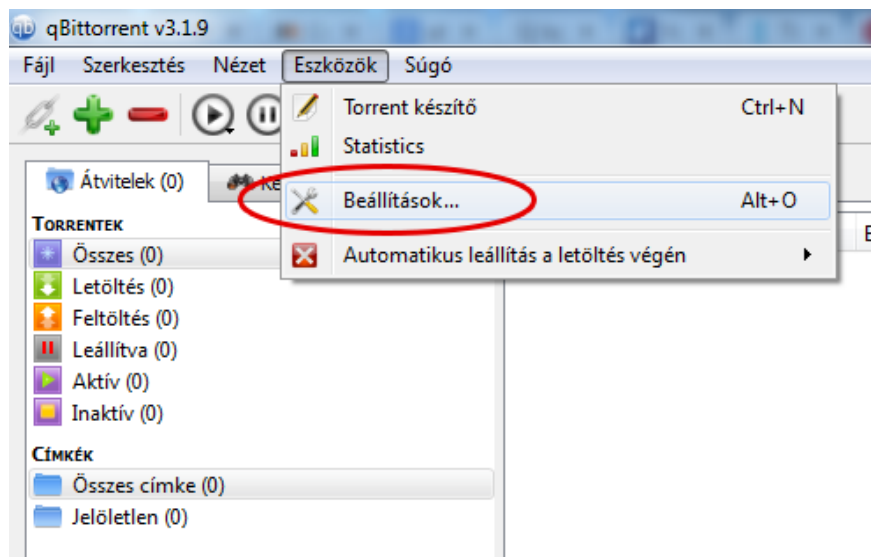 qBittorrent v3.1.9
Fájl Szerkesztés Nézet Eszközök Súgó
Torrent készítő Ctrl+N
Statistics
Átvitelek (0)
Beállítások... Alt+O
TORRENTEK
Összes (0)
Automatikus leállítás a letöltés végén
Letöltés (0)
Feltöltés (0)
Leállítva (0)
Aktív (0)
Inaktív (0)
CÍMKÉK
Összes címke (0)
Jelöletlen (0)